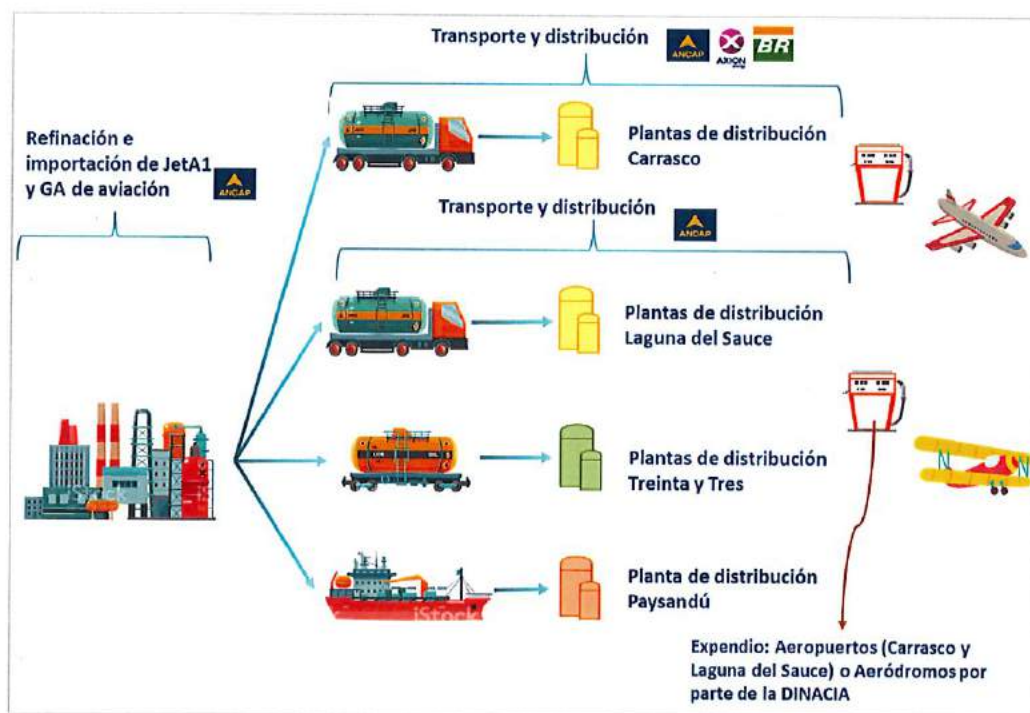 Transporte y distribución
ANCAP
AXION
energy
BR
Refinación e
importación de JetA1
y GA de aviación
ANCAP
Plantas de distribución
Carrasco
Transporte y distribución
ANCAP
Plantas de distribución
Laguna del Sauce
Plantas de distribución
Treinta y Tres
iStock
Planta de distribución
Paysandú
iStock
Expendio: Aeropuertos (Carrasco y
Laguna del Sauce) o Aeródromos por
parte de la DINACIA